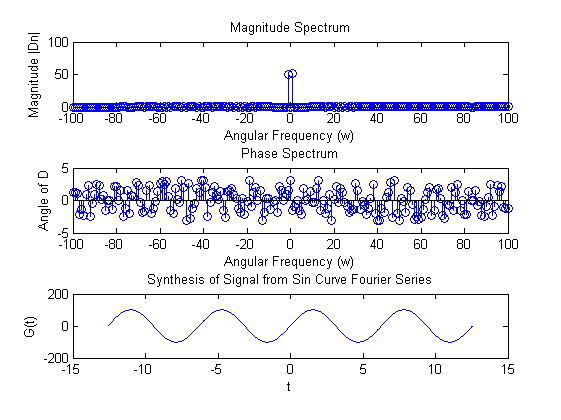 Magnitude Spectrum
Magnitude |Dn|
100
50
0
-100 -80 -60 -40 -20 0 20 40 60 80 100
Angular Frequency (w)
Phase Spectrum
Angle of D
5
0
-5
-100 -80 -60 -40 -20 0 20 40 60 80 100
Angular Frequency (w)
Synthesis of Signal from Sin Curve Fourier Series
G(t)
200
0
-200
-15 -10 -5 0 5 10 15
t